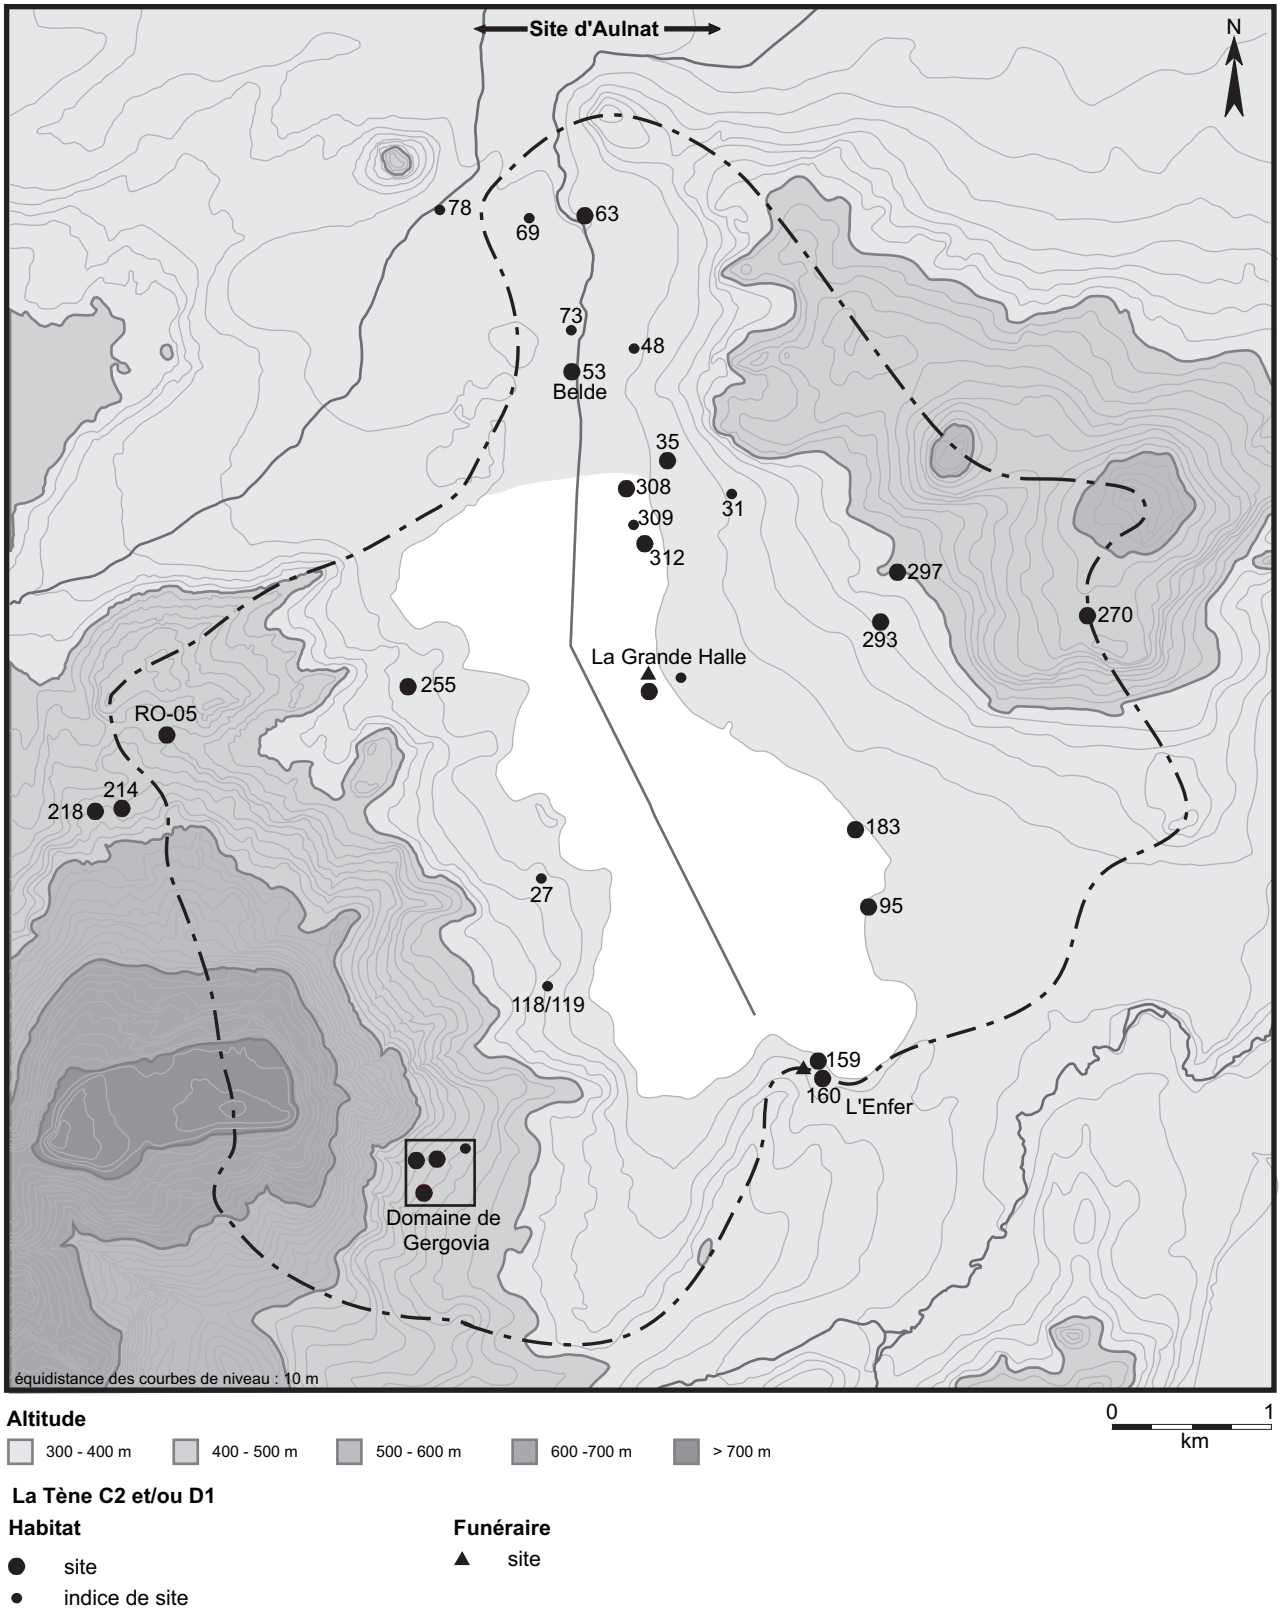 Site d'Aulnat
N
78
69
63
73
48
53
Belde
35
308
31
309
312
297
270
293
La Grande Halle
255
RO-05
214
218
183
27
95
118/119
159
160
L'Enfer
Domaine de
Gergovia
équidistance des courbes de niveau : 10 m
Altitude
0 1
km
300 - 400 m 400 - 500 m 500 - 600 m 600 -700 m > 700 m
La Tène C2 et/ou D1
Habitat Funéraire
site site
indice de site